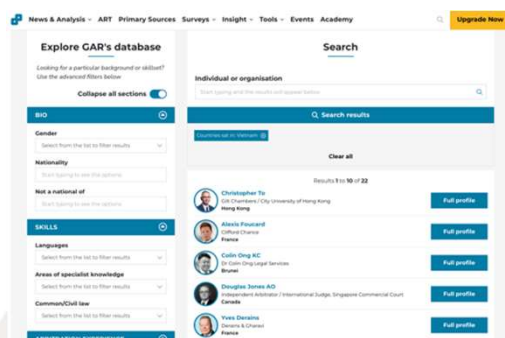 News & Analysis ART Primary Sources Surveys Insight Tools Events Academy
Upgrade Now
Explore GAR's database
Looking for a particular background or skillset?
Use the advanced filters below
Collapse all sections
BIO
Gender
Select from the list to filter results
Nationality
Start typing to see the options
Not a national of
Start typing to see the options
SKILLS
Languages
Select from the list to filter results
Areas of specialist knowledge
Select from the list to filter results
Common/Civil law
Select from the list to filter results
ARBITRATION EXPERIENCE
Search
Individual or organisation
Start typing and the results will appear below
Search results
Countries sat in: Vietnam
Clear all
Results 1 to 10 of 22
Christopher To
Gilt Chambers / City University of Hong Kong
Hong Kong
Full profile
Alexis Foucard
Clifford Chance
France
Full profile
Colin Ong KC
Dr Colin Ong Legal Services
Brunei
Full profile
Douglas Jones AO
Independent Arbitrator / International Judge, Singapore Commercial Court
Canada
Full profile
Yves Derains
Derains & Gharavi
France
Full profile